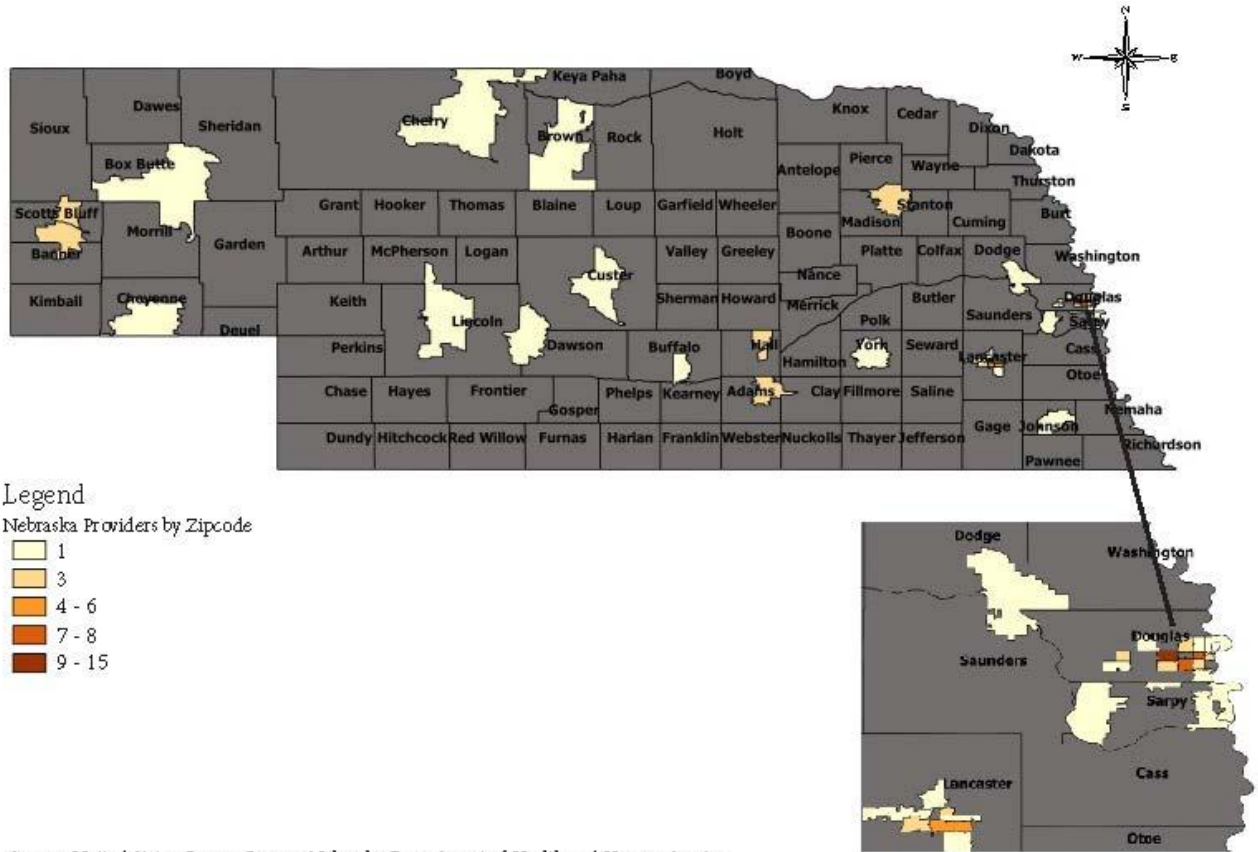 N
W E
S
Keya Paha Boyd
Dawes Knox Cedar
Sioux Sheridan Cherry Brown Rock Holt Dixon
Dakota
Box Butte Antelope Pierce Wayne
Thurston
Scotts Bluff Grant Hooker Thomas Blaine Loup Garfield Wheeler Stanton Burt
Morrill Madison Cuming
Banner Garden Arthur McPherson Logan Valley Greeley Boone Platte Colfax Dodge Washington
Custer Nance
Kimball Cheyenne Keith Sherman Howard Merrick Butler Douglas
Deuel Lincoln Polk Saunders Sarpy
Perkins Dawson Buffalo Hall Hamilton York Seward Lancaster Cass
Otoe
Chase Hayes Frontier Gosper Phelps Kearney Adams Clay Fillmore Saline Nemaha
Dundy Hitchcock Red Willow Furnas Harlan Franklin Webster Nuckolls Thayer Jefferson Gage Johnson Richardson
Pawnee
Legend
Nebraska Providers by Zipcode
1
3
4 - 6
7 - 8
9 - 15
Dodge
Washington
Douglas
Saunders
Sarpy
Cass
Lancaster
Otoe